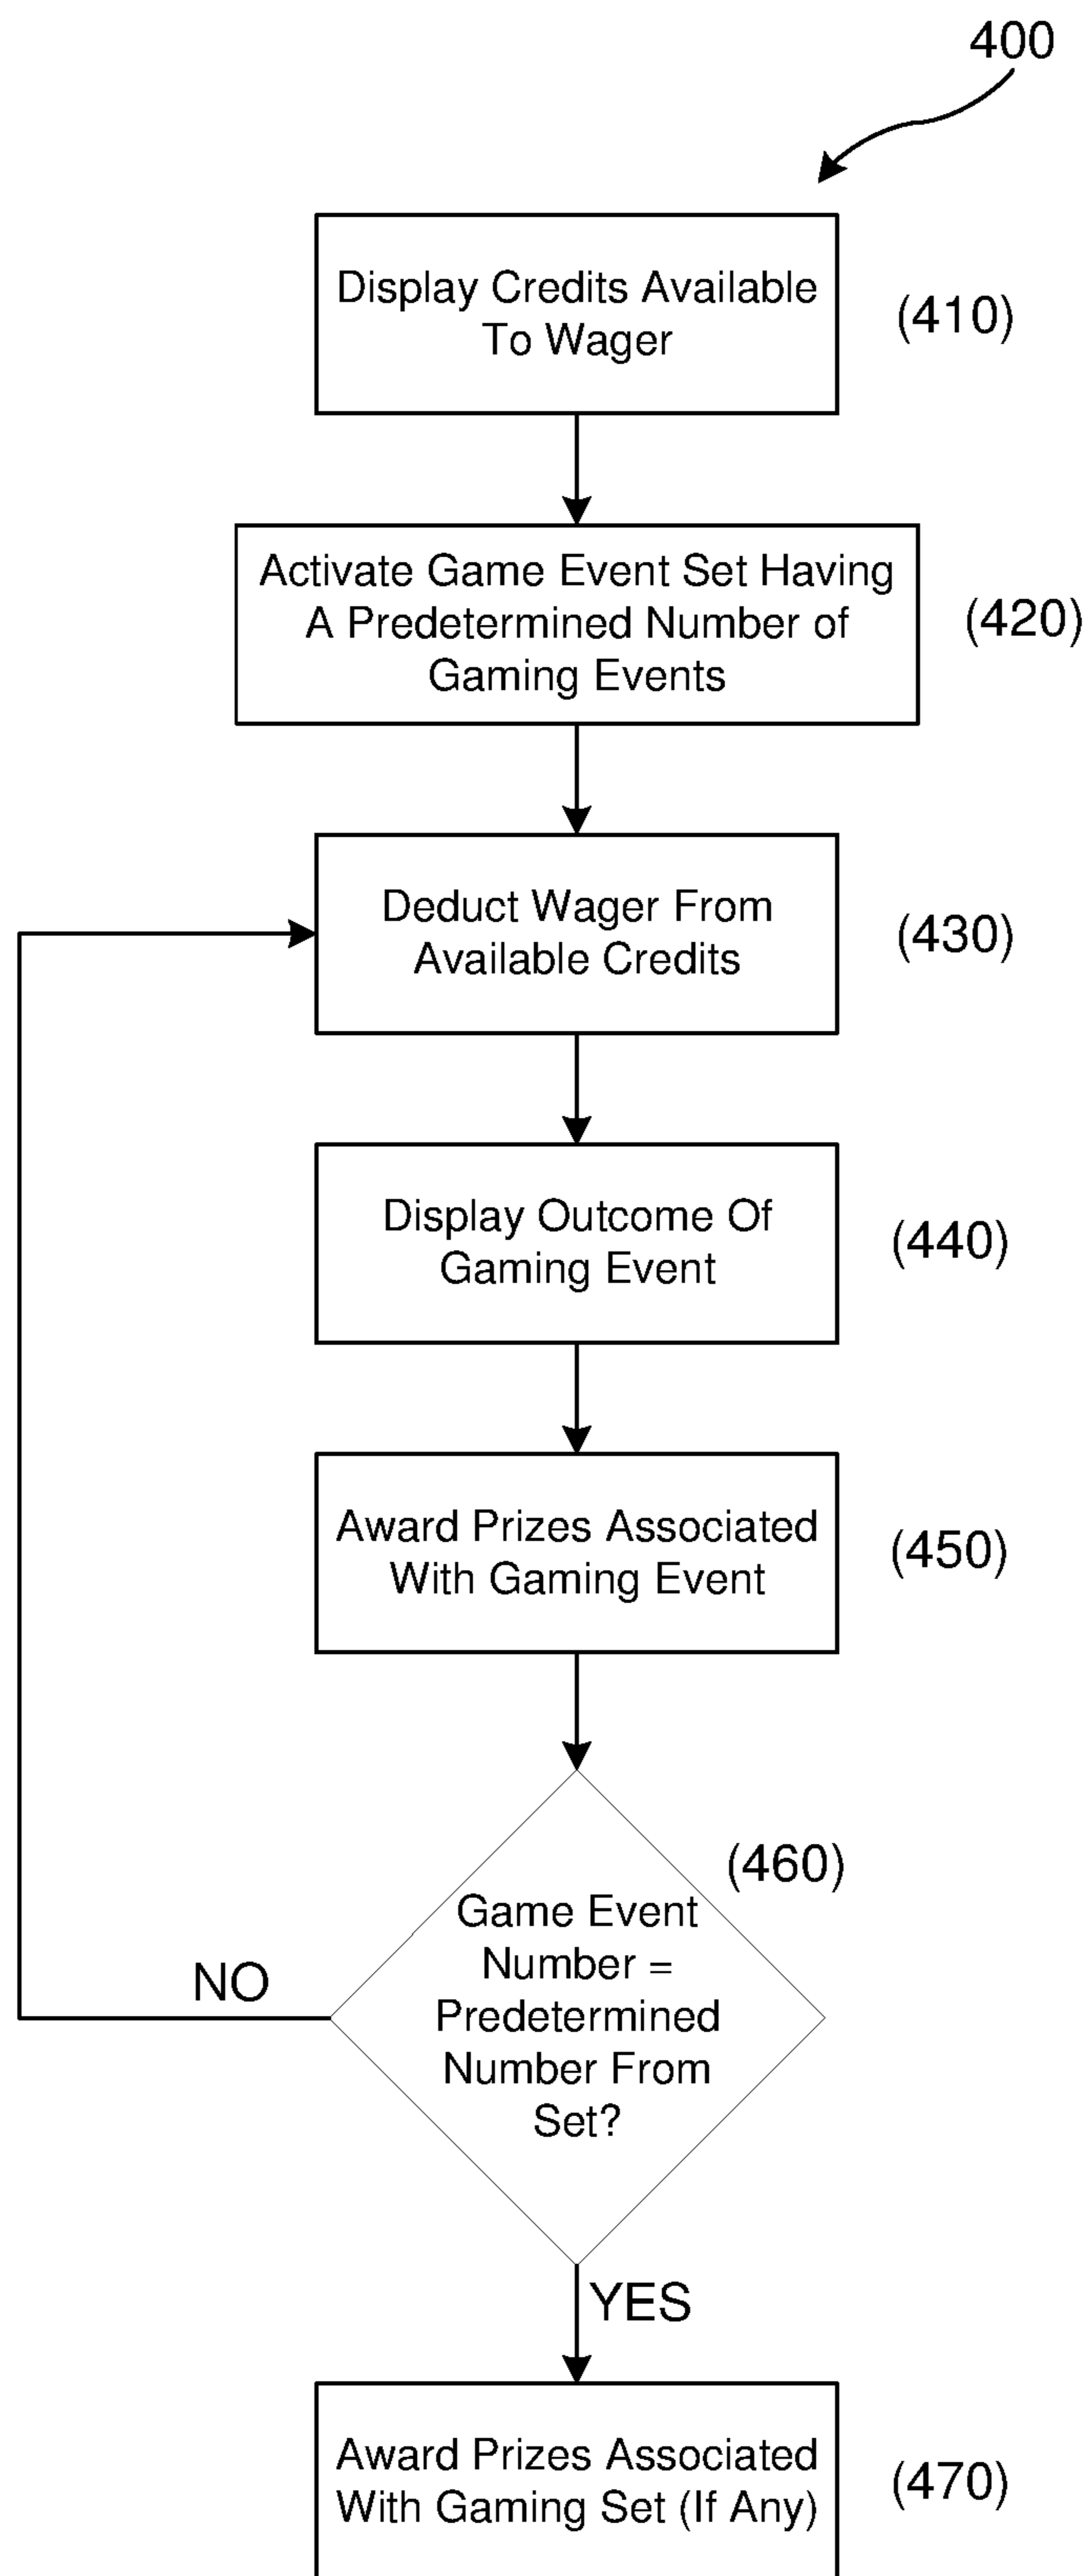 400
Display Credits Available
To Wager
(410)
Activate Game Event Set Having
A Predetermined Number of
Gaming Events
(420)
Deduct Wager From
Available Credits
(430)
Display Outcome Of
Gaming Event
(440)
Award Prizes Associated
With Gaming Event
(450)
(460)
Game Event
Number =
Predetermined
Number From
Set?
NO
YES
Award Prizes Associated
With Gaming Set (If Any)
(470)